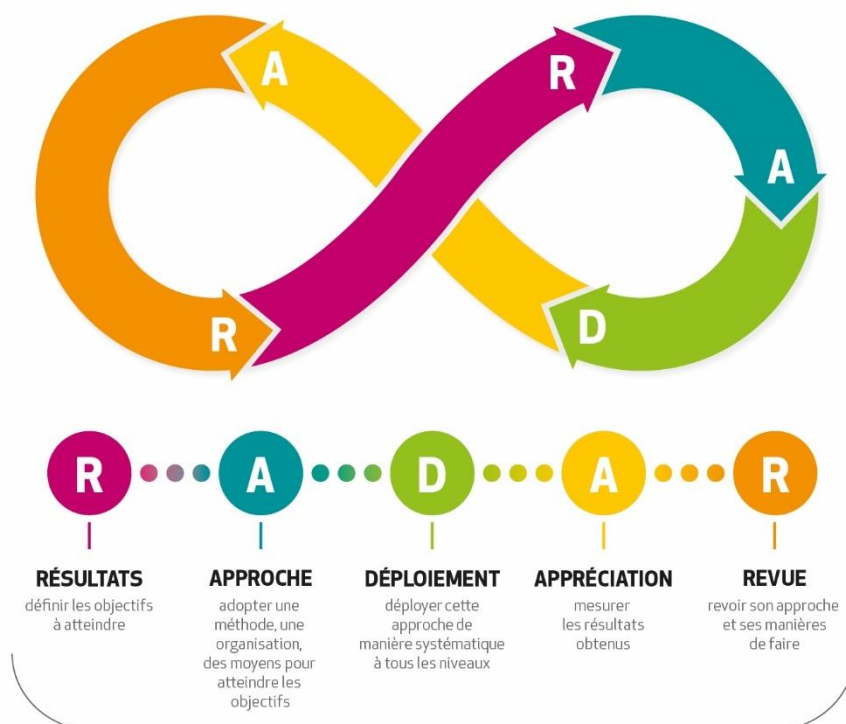 A
R
A
R
D
R
A
D
A
R
RÉSULTATS
définir les objectifs
à atteindre
APPROCHE
adopter une
méthode, une
organisation,
des moyens pour
atteindre les
objectifs
DÉPLOIEMENT
déployer cette
approche de
manière systématique
à tous les niveaux
APPRÉCIATION
mesurer
les résultats
obtenus
REVUE
revoir son approche
et ses manières
de faire